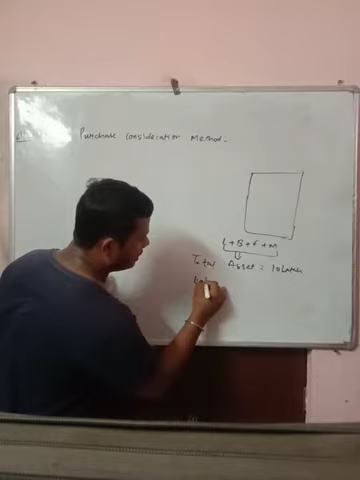 Purchase consideration Method.
L + B + F + M
Total Asset = 10 Lakh